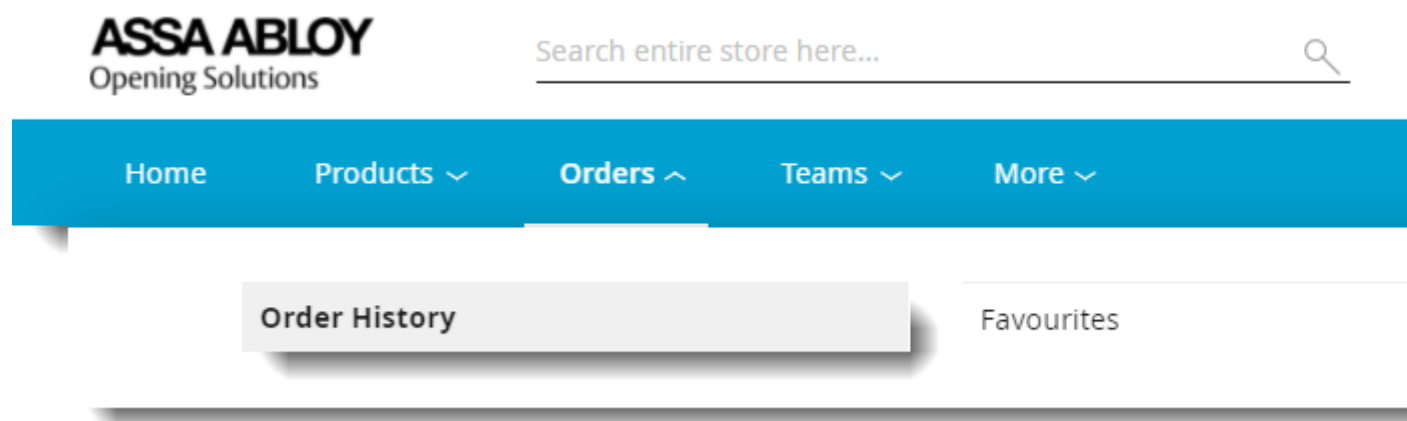 ASSA ABLOY
Opening Solutions
Search entire store here...
Home Products Orders Teams More
Order History Favourites